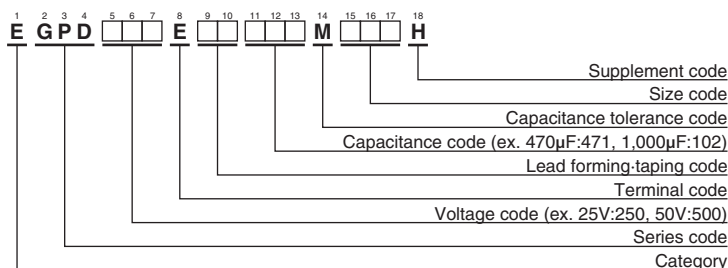 1 2 3 4 5 6 7 8 9 10 11 12 13 14 15 16 17 18
E GPD E M H
Supplement code
Size code
Capacitance tolerance code
Capacitance code (ex. 470μF:471, 1,000μF:102)
Lead forming·taping code
Terminal code
Voltage code (ex. 25V:250, 50V:500)
Series code
Category